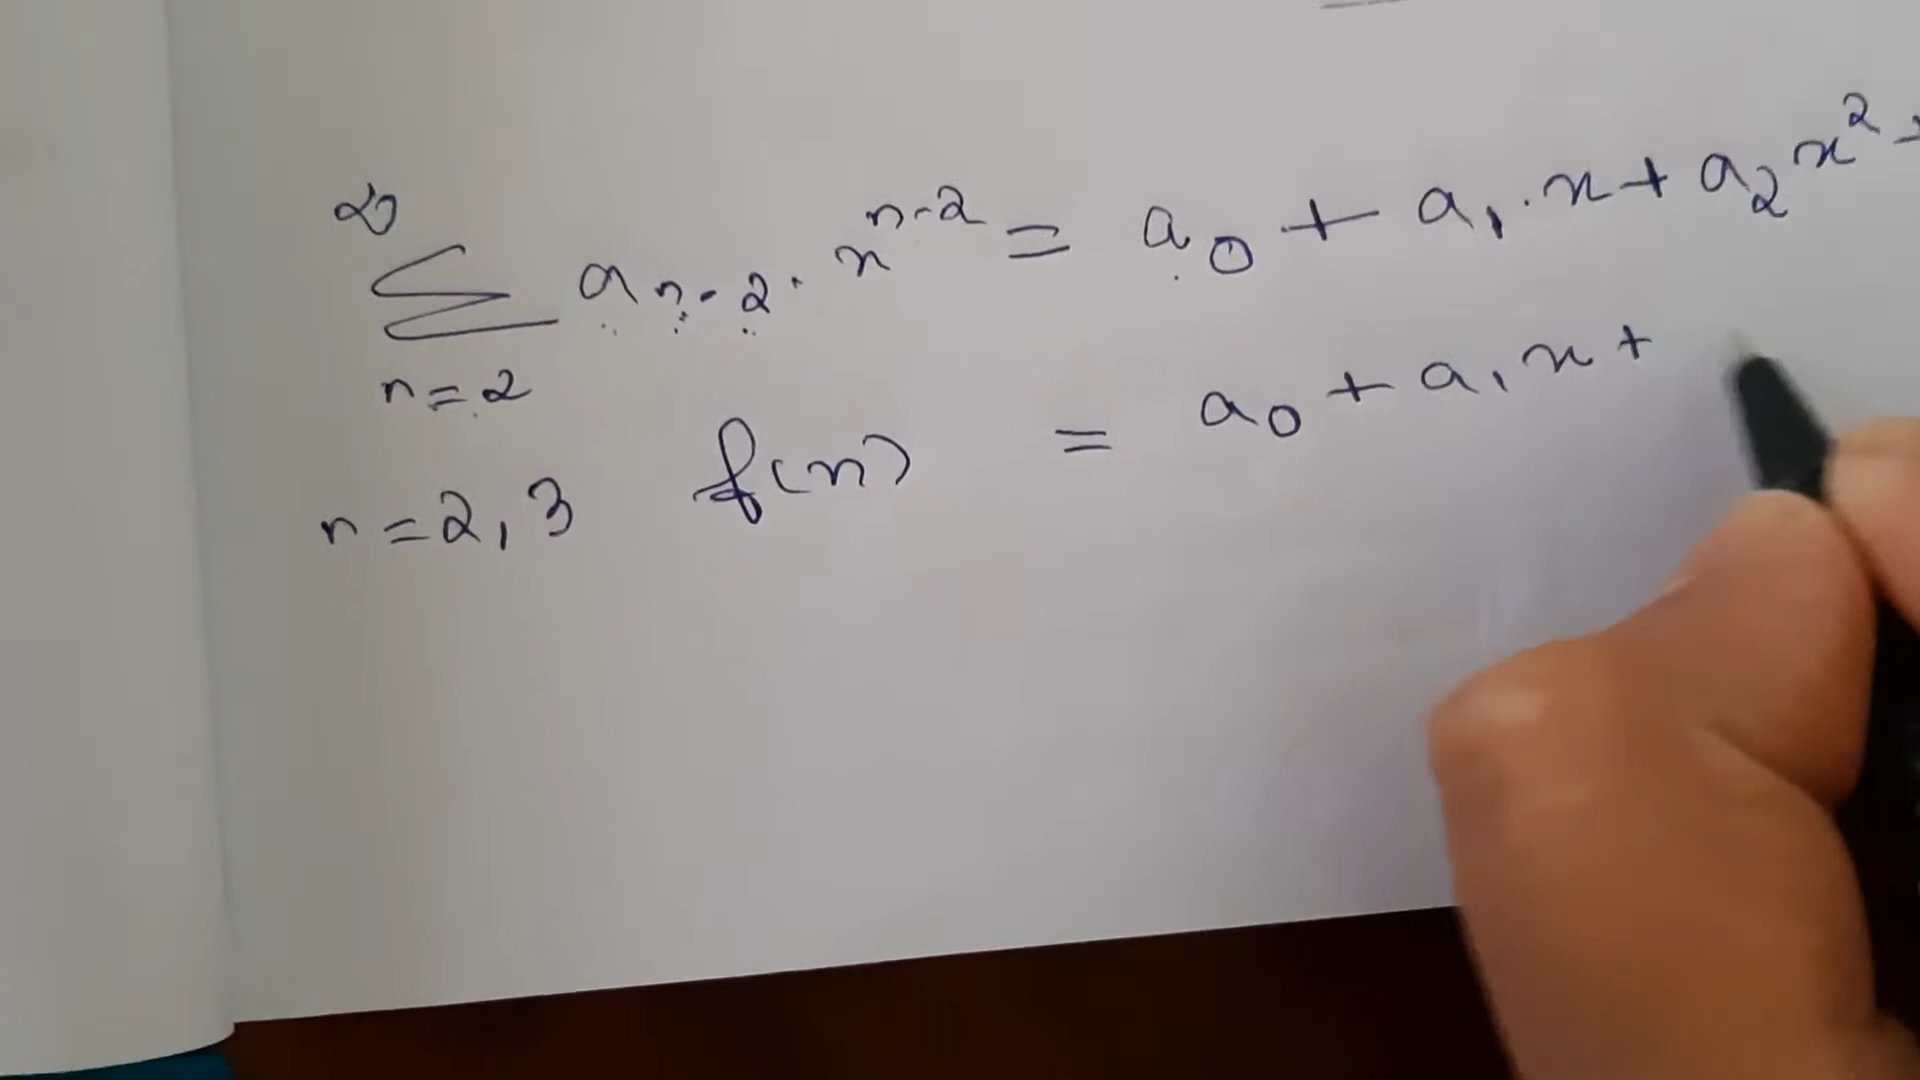 ∞
∑ aₙ₋₂ . xⁿ⁻² = a₀ + a₁ . x + a₂x² +
n=2
f(x) = a₀ + a₁x +
n=2, 3